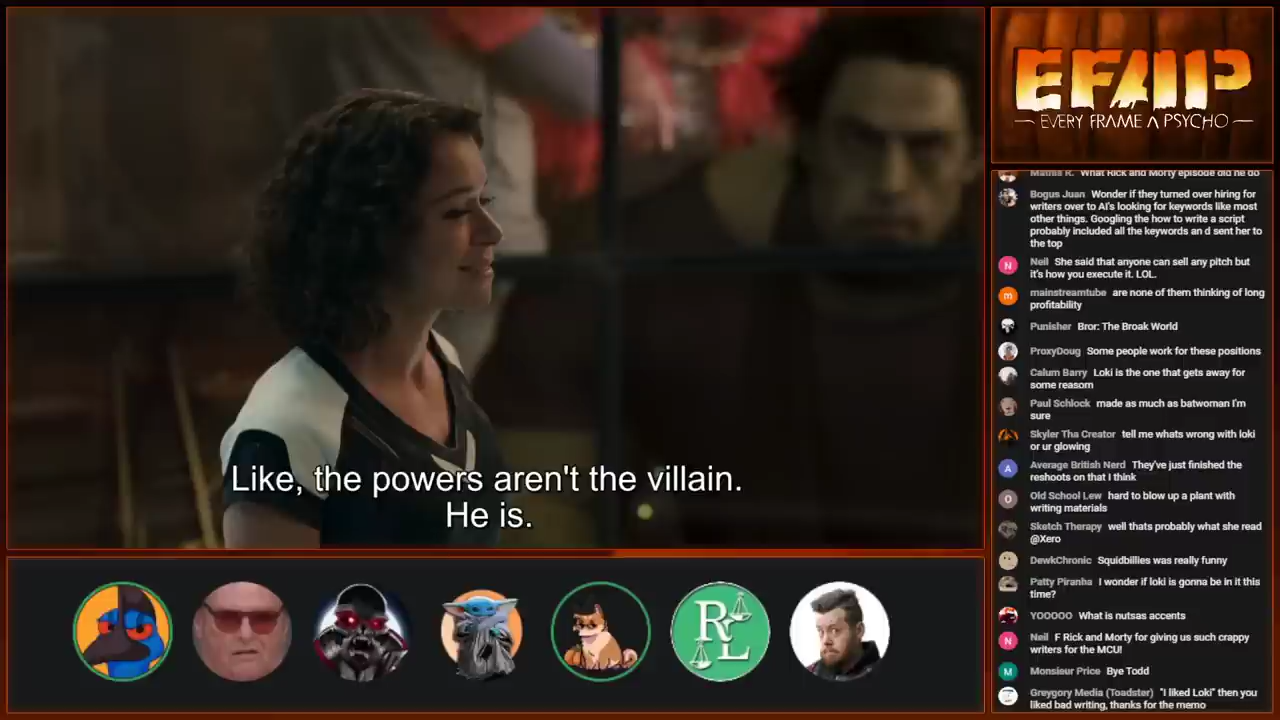 Like, the powers aren't the villain.
He is.
RL
EFAP
EVERY FRAME A PSYCHO
Mathis R. What Rick and Morty episode did he do
Bogus Juan Wonder if they turned over hiring for
writers over to AI's looking for keywords like most
other things. Googling the how to write a script
probably included all the keywords an d sent her to
the top
Neil She said that anyone can sell any pitch but
it's how you execute it. LOL.
mainstreamtube are none of them thinking of long
profitability
Punisher Bror: The Broak World
ProxyDoug Some people work for these positions
Calum Barry Loki is the one that gets away for
some reasom
Paul Schlock made as much as batwoman I'm
sure
Skyler Tha Creator tell me whats wrong with loki
or ur glowing
Average British Nerd They've just finished the
reshoots on that I think
Old School Lew hard to blow up a plant with
writing materials
Sketch Therapy well thats probably what she read
@Xero
DewkChronic Squidbillies was really funny
Patty Piranha I wonder if loki is gonna be in it this
time?
YOOOOO What is nutsas accents
Neil F Rick and Morty for giving us such crappy
writers for the MCU!
Monsieur Price Bye Todd
Greygory Media (Toadster) "I liked Loki" then you
liked bad writing, thanks for the memo